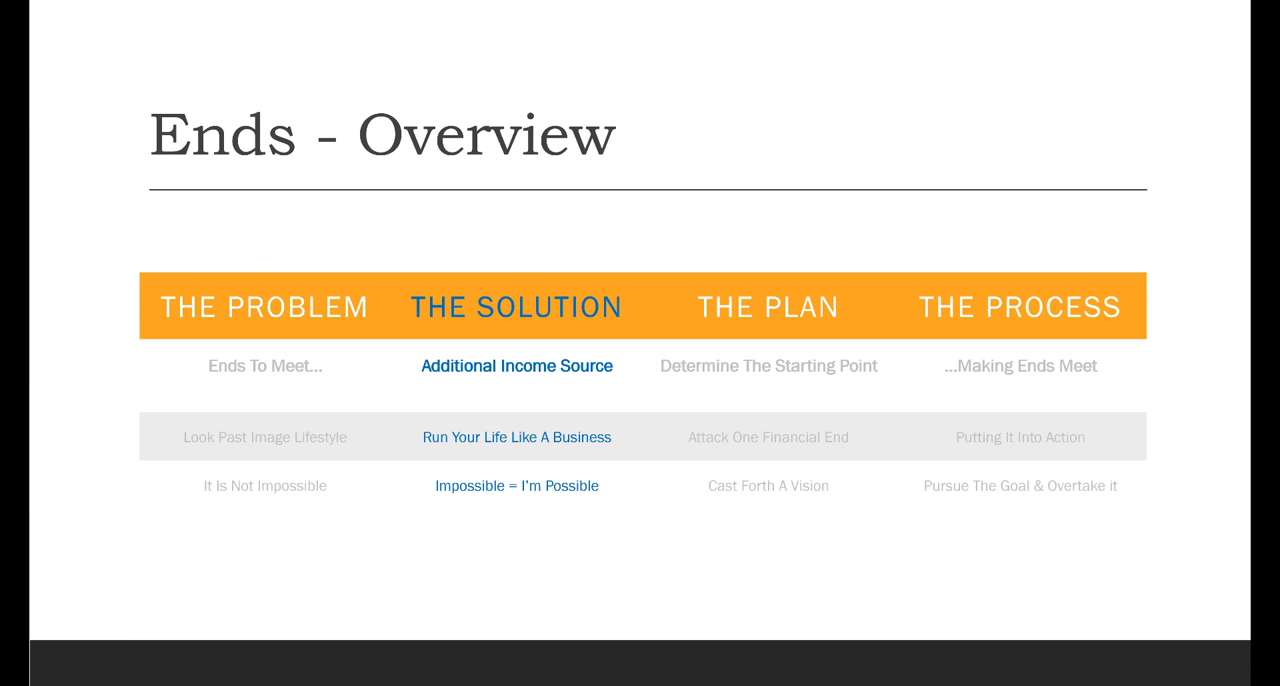 Ends - Overview
THE PROBLEM THE SOLUTION THE PLAN THE PROCESS
Ends To Meet... Additional Income Source Determine The Starting Point ...Making Ends Meet
Look Past Image Lifestyle Run Your Life Like A Business Attack One Financial End Putting It Into Action
It Is Not Impossible Impossible = I'm Possible Cast Forth A Vision Pursue The Goal & Overtake it